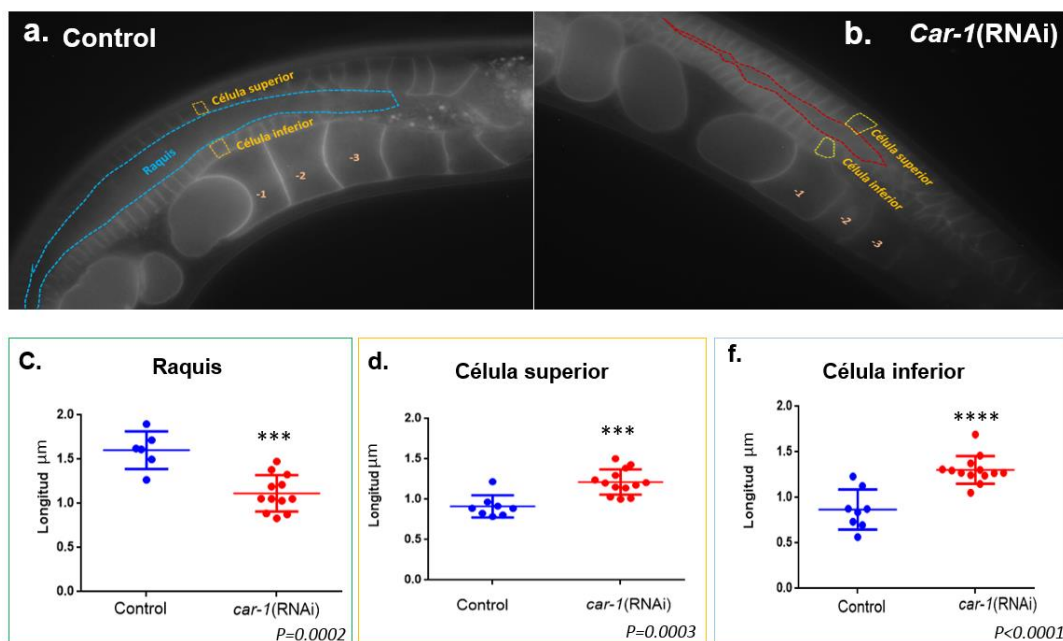 a. Control
Célula superior
Raquis
Célula inferior
-1
-2
-3
b. Car-1(RNAi)
Célula superior
Célula inferior
-1
-2
-3
c. Raquis
Longitud µm
2.0
1.5
1.0
0.5
0.0
***
Control
car-1(RNAi)
P=0.0002
d. Célula superior
Longitud µm
2.0
1.5
1.0
0.5
0.0
***
Control
car-1(RNAi)
P=0.0003
f. Célula inferior
Longitud µm
2.0
1.5
1.0
0.5
0.0
****
Control
car-1(RNAi)
P<0.0001